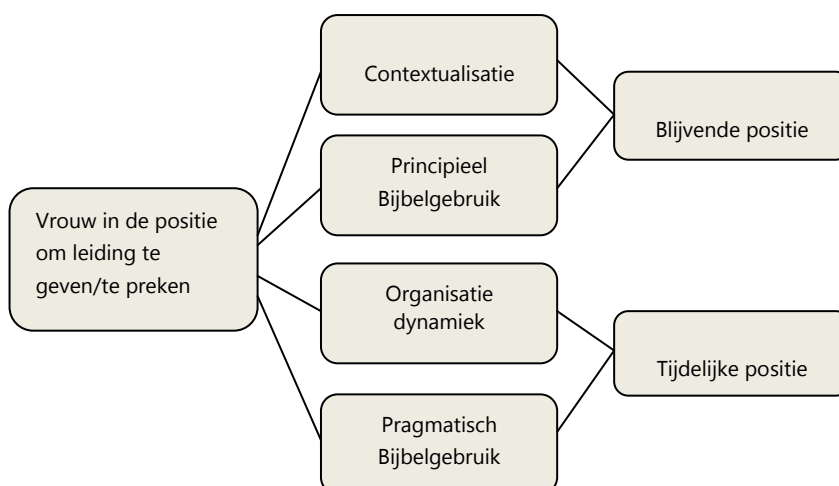 Vrouw in de positie
om leiding te
geven/te preken
Contextualisatie
Principieel
Bijbelgebruik
Organisatie
dynamiek
Pragmatisch
Bijbelgebruik
Blijvende positie
Tijdelijke positie